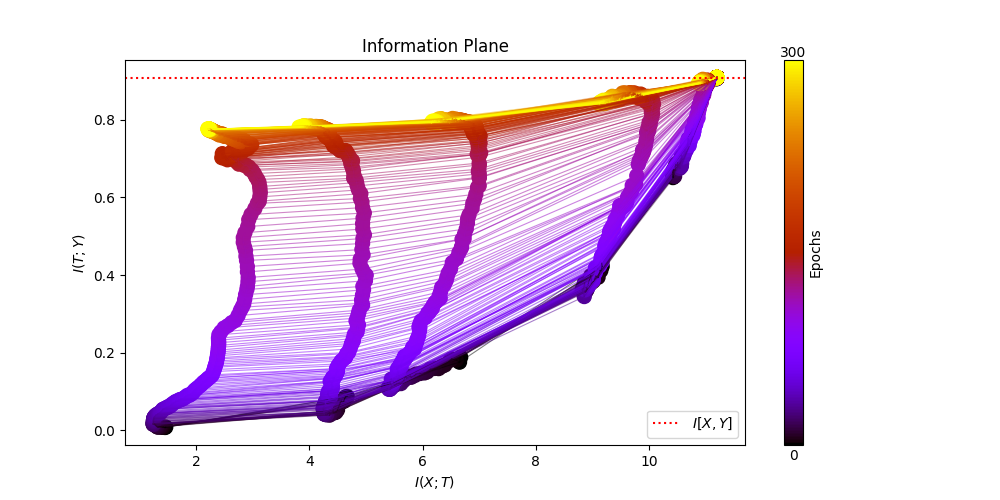 Information Plane
300
0.8
0.6
0.4
0.2
0.0
I(T; Y)
Epochs
I[X, Y]
0
2
4
6
8
10
I(X; T)